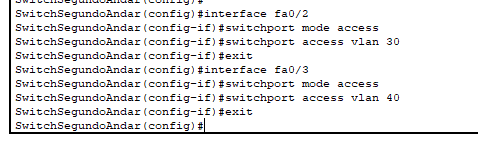 SwitchSegundoAndar(config)#
SwitchSegundoAndar(config)#interface fa0/2
SwitchSegundoAndar(config-if)#switchport mode access
SwitchSegundoAndar(config-if)#switchport access vlan 30
SwitchSegundoAndar(config-if)#exit
SwitchSegundoAndar(config)#interface fa0/3
SwitchSegundoAndar(config-if)#switchport mode access
SwitchSegundoAndar(config-if)#switchport access vlan 40
SwitchSegundoAndar(config-if)#exit
SwitchSegundoAndar(config)#